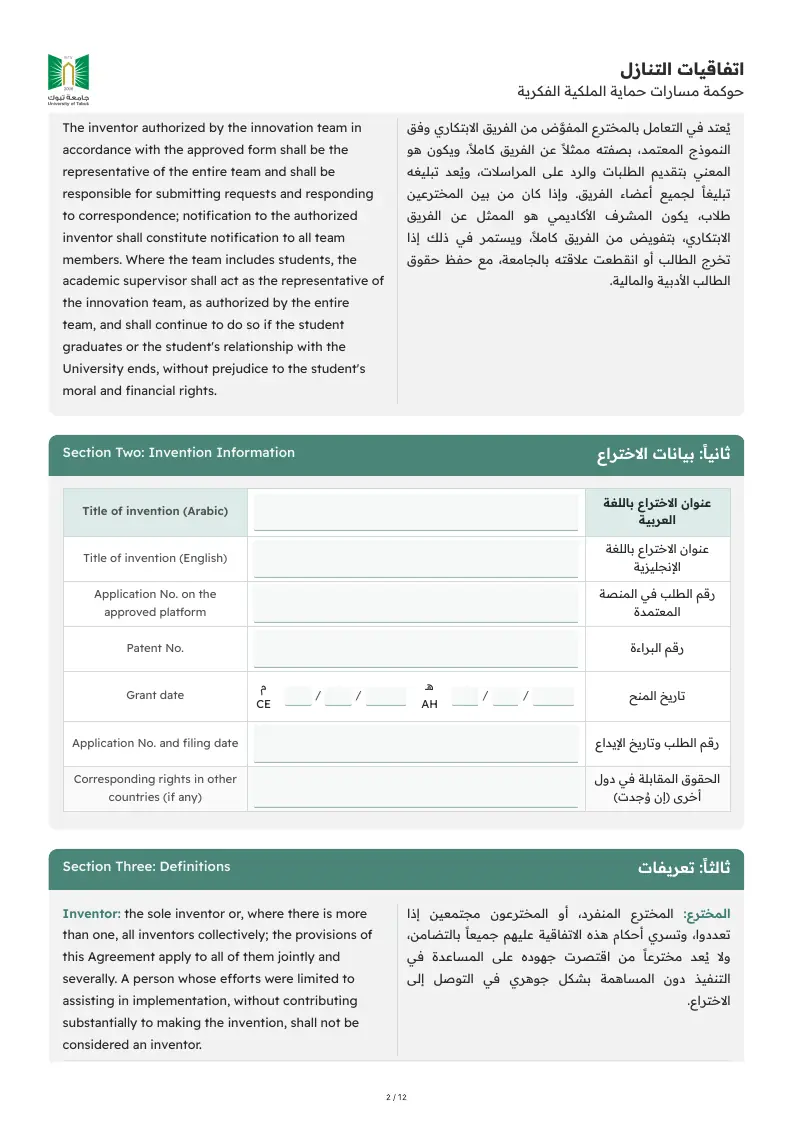 اتفاقيات التنازل
حوكمة مسارات حماية الملكية الفكرية
جامعة تبوك
University of Tabuk
The inventor authorized by the innovation team in
accordance with the approved form shall be the
representative of the entire team and shall be
responsible for submitting requests and responding
to correspondence; notification to the authorized
inventor shall constitute notification to all team
members. Where the team includes students, the
academic supervisor shall act as the representative of
the innovation team, as authorized by the entire
team, and shall continue to do so if the student
graduates or the student's relationship with the
University ends, without prejudice to the student's
moral and financial rights.
يُعتد في التعامل بالمخترع المفوَّض من الفريق الابتكاري وفق
النموذج المعتمد، بصفته ممثلاً عن الفريق كاملاً، ويكون هو
المعني بتقديم الطلبات والرد على المراسلات، ويُعد تبليغه
تبليغاً لجميع أعضاء الفريق. وإذا كان من بين المخترعين
طلاب، يكون المشرف الأكاديمي هو الممثل عن الفريق
الابتكاري، بتفويض من الفريق كاملاً، ويستمر في ذلك إذا
تخرج الطالب أو انقطعت علاقته بالجامعة، مع حفظ حقوق
الطالب الأدبية والمالية.
Section Two: Invention Information
ثانياً: بيانات الاختراع
Title of invention (Arabic)
عنوان الاختراع باللغة
العربية
Title of invention (English)
عنوان الاختراع باللغة
الإنجليزية
Application No. on the
approved platform
رقم الطلب في المنصة
المعتمدة
Patent No.
رقم البراءة
Grant date
م
CE
/ /
هـ
AH
/ /
تاريخ المنح
Application No. and filing date
رقم الطلب وتاريخ الإيداع
Corresponding rights in other
countries (if any)
الحقوق المقابلة في دول
أخرى (إن وُجدت)
Section Three: Definitions
ثالثاً: تعريفات
Inventor: the sole inventor or, where there is more
than one, all inventors collectively; the provisions of
this Agreement apply to all of them jointly and
severally. A person whose efforts were limited to
assisting in implementation, without contributing
substantially to making the invention, shall not be
considered an inventor.
المخترع: المخترع المنفرد، أو المخترعون مجتمعين إذا
تعددوا، وتسري أحكام هذه الاتفاقية عليهم جميعاً بالتضامن،
ولا يُعد مخترعاً من اقتصرت جهوده على المساعدة في
التنفيذ دون المساهمة بشكل جوهري في التوصل إلى
الاختراع.
2 / 12